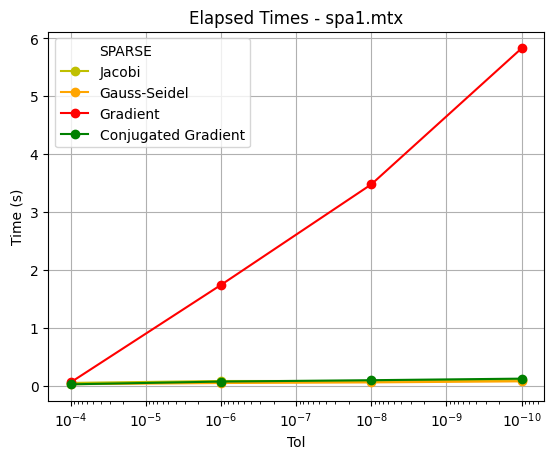 Elapsed Times - spa1.mtx
SPARSE
Jacobi
Gauss-Seidel
Gradient
Conjugated Gradient
Time (s)
6
5
4
3
2
1
0
10⁻⁴ 10⁻⁵ 10⁻⁶ 10⁻⁷ 10⁻⁸ 10⁻⁹ 10⁻¹⁰
Tol